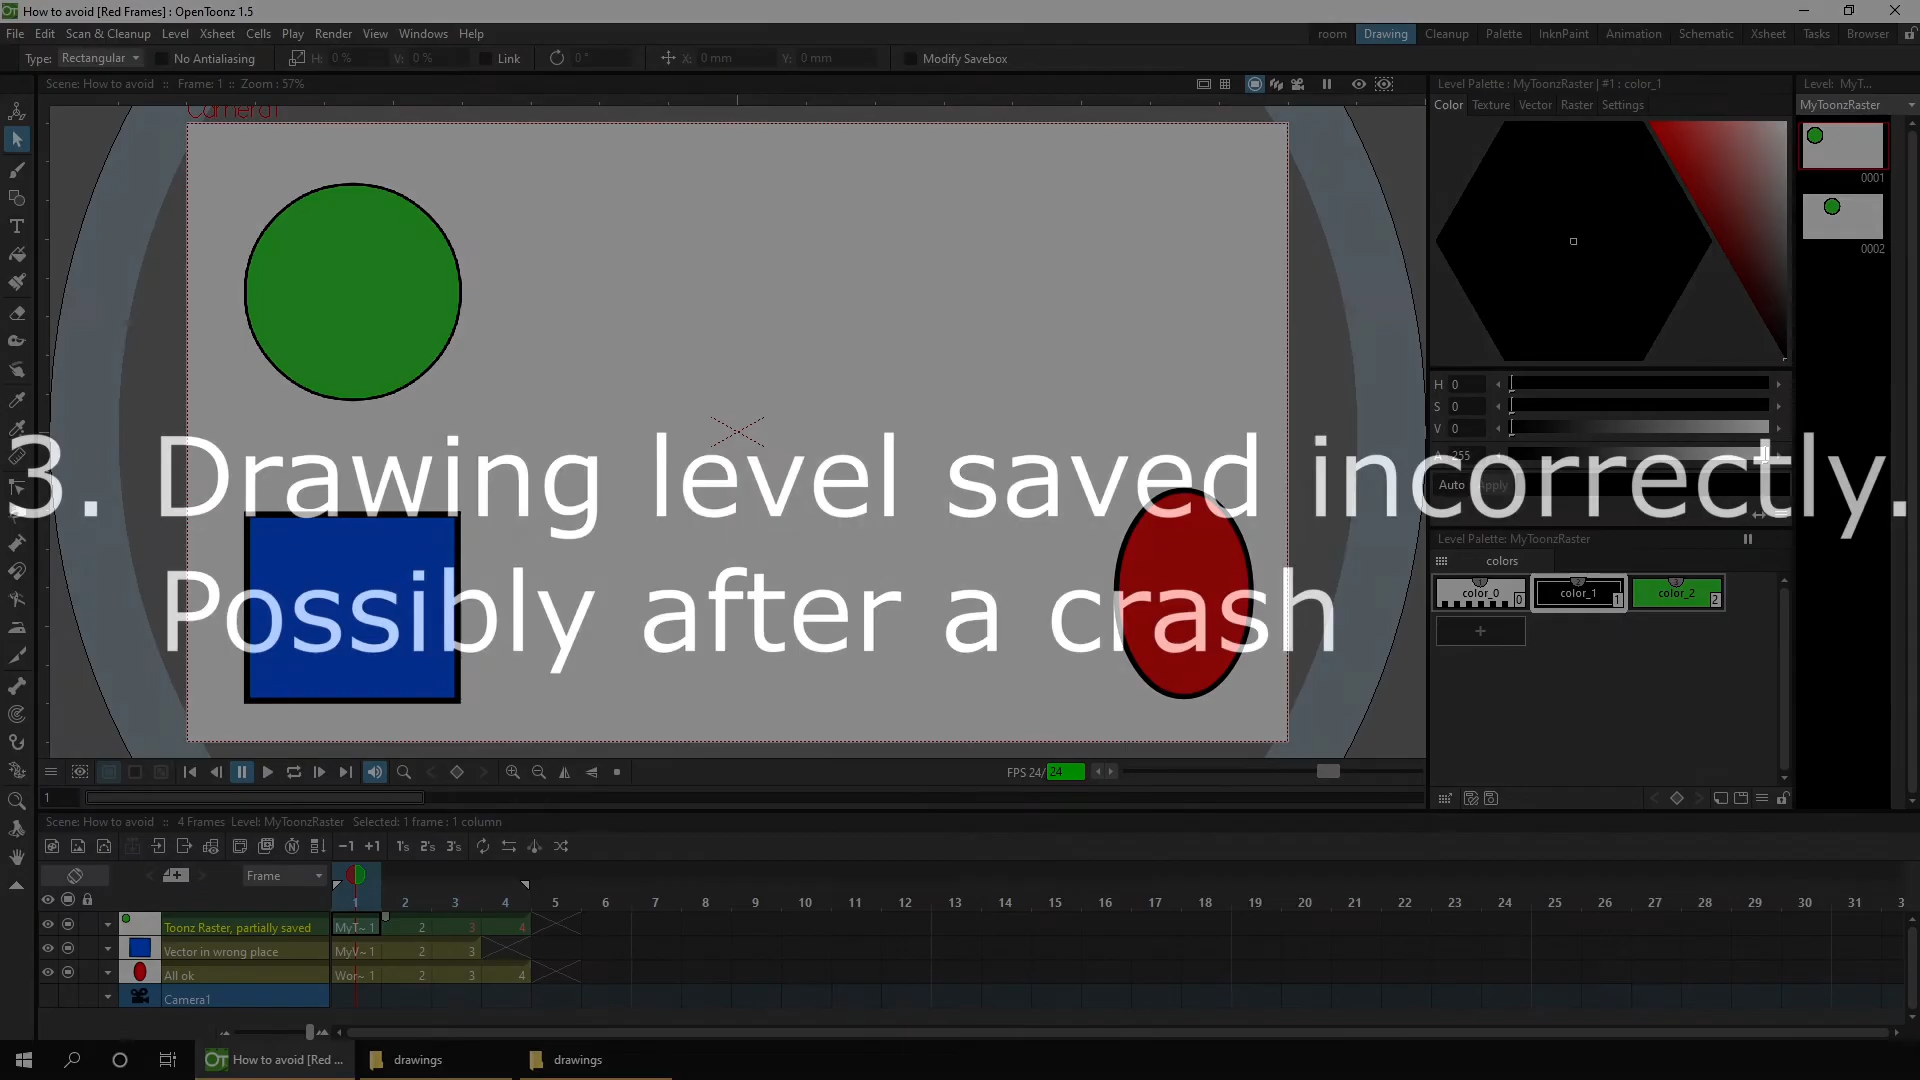 How to avoid [Red Frames] : OpenToonz 1.5
File Edit Scan & Cleanup Level Xsheet Cells Play Render Panels View Windows Help
room Drawing Cleanup Palette InknPaint Animation Schematic Xsheet Tasks Browser
Type: Rectangular No Antialiasing H: 0 % V: 0 % Link 0 ° X: 0 mm Y: 0 mm Modify Savebox
Scene: How to avoid :: Frame: 1 :: Zoom : 57%
Level Palette: MyToonzRaster | #1 : color_1
Level: MyT...
Color Texture Vector Raster Settings
MyToonzRaster
Camera1
0001
0002
H 0
S 0
V 0
A 255
3. Drawing level saved incorrectly.
Possibly after a crash
Auto Apply
Level Palette: MyToonzRaster
colors
color_0 0 color_1 1 color_2 2
+
FPS 24/ 24
1
Scene: How to avoid :: 4 Frames Level: MyToonzRaster Selected: 1 frame : 1 column
-1 +1 1's 2's 3's
Frame
1 2 3 4 5 6 7 8 9 10 11 12 13 14 15 16 17 18 19 20 21 22 23 24 25 26 27 28 29 30 31 3
Toonz Raster, partially saved MyT~ 1 2 3 4
Vector in wrong place MyV~ 1 2 3
All ok Wor~ 1 2 3 4
Camera1
How to avoid [Red ... drawings drawings